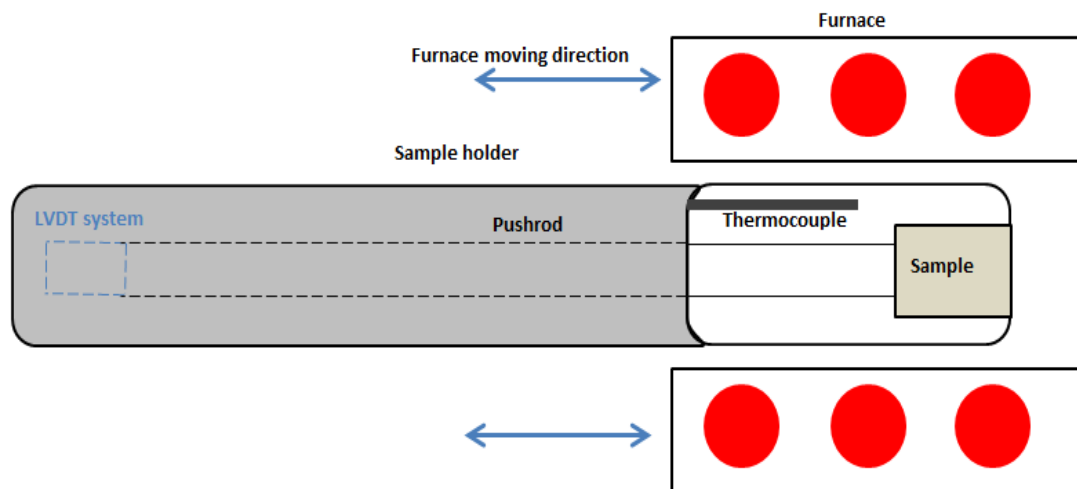 Furnace
Furnace moving direction
Sample holder
LVDT system
Pushrod
Thermocouple
Sample